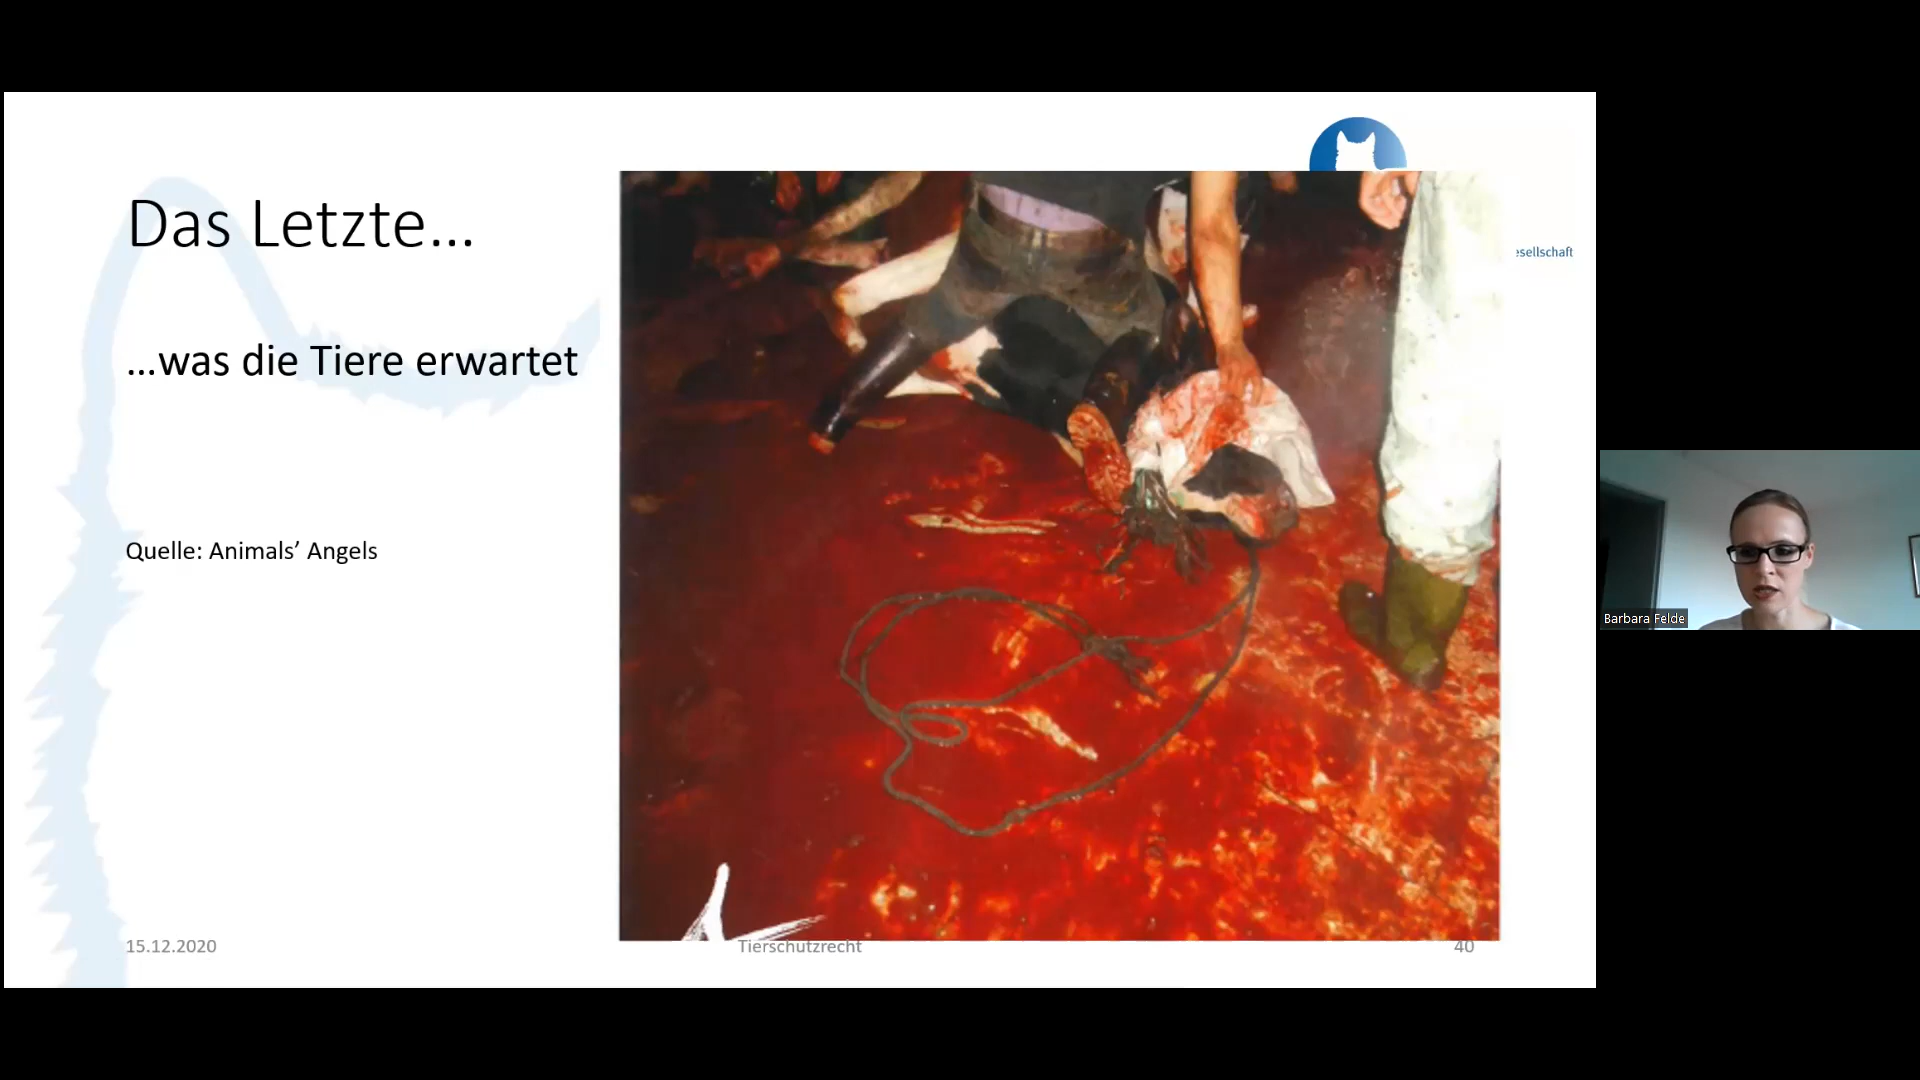 Das Letzte…
esellschaft
…was die Tiere erwartet
Quelle: Animals’ Angels
Barbara Felde
15.12.2020
Tierschutzrecht
40